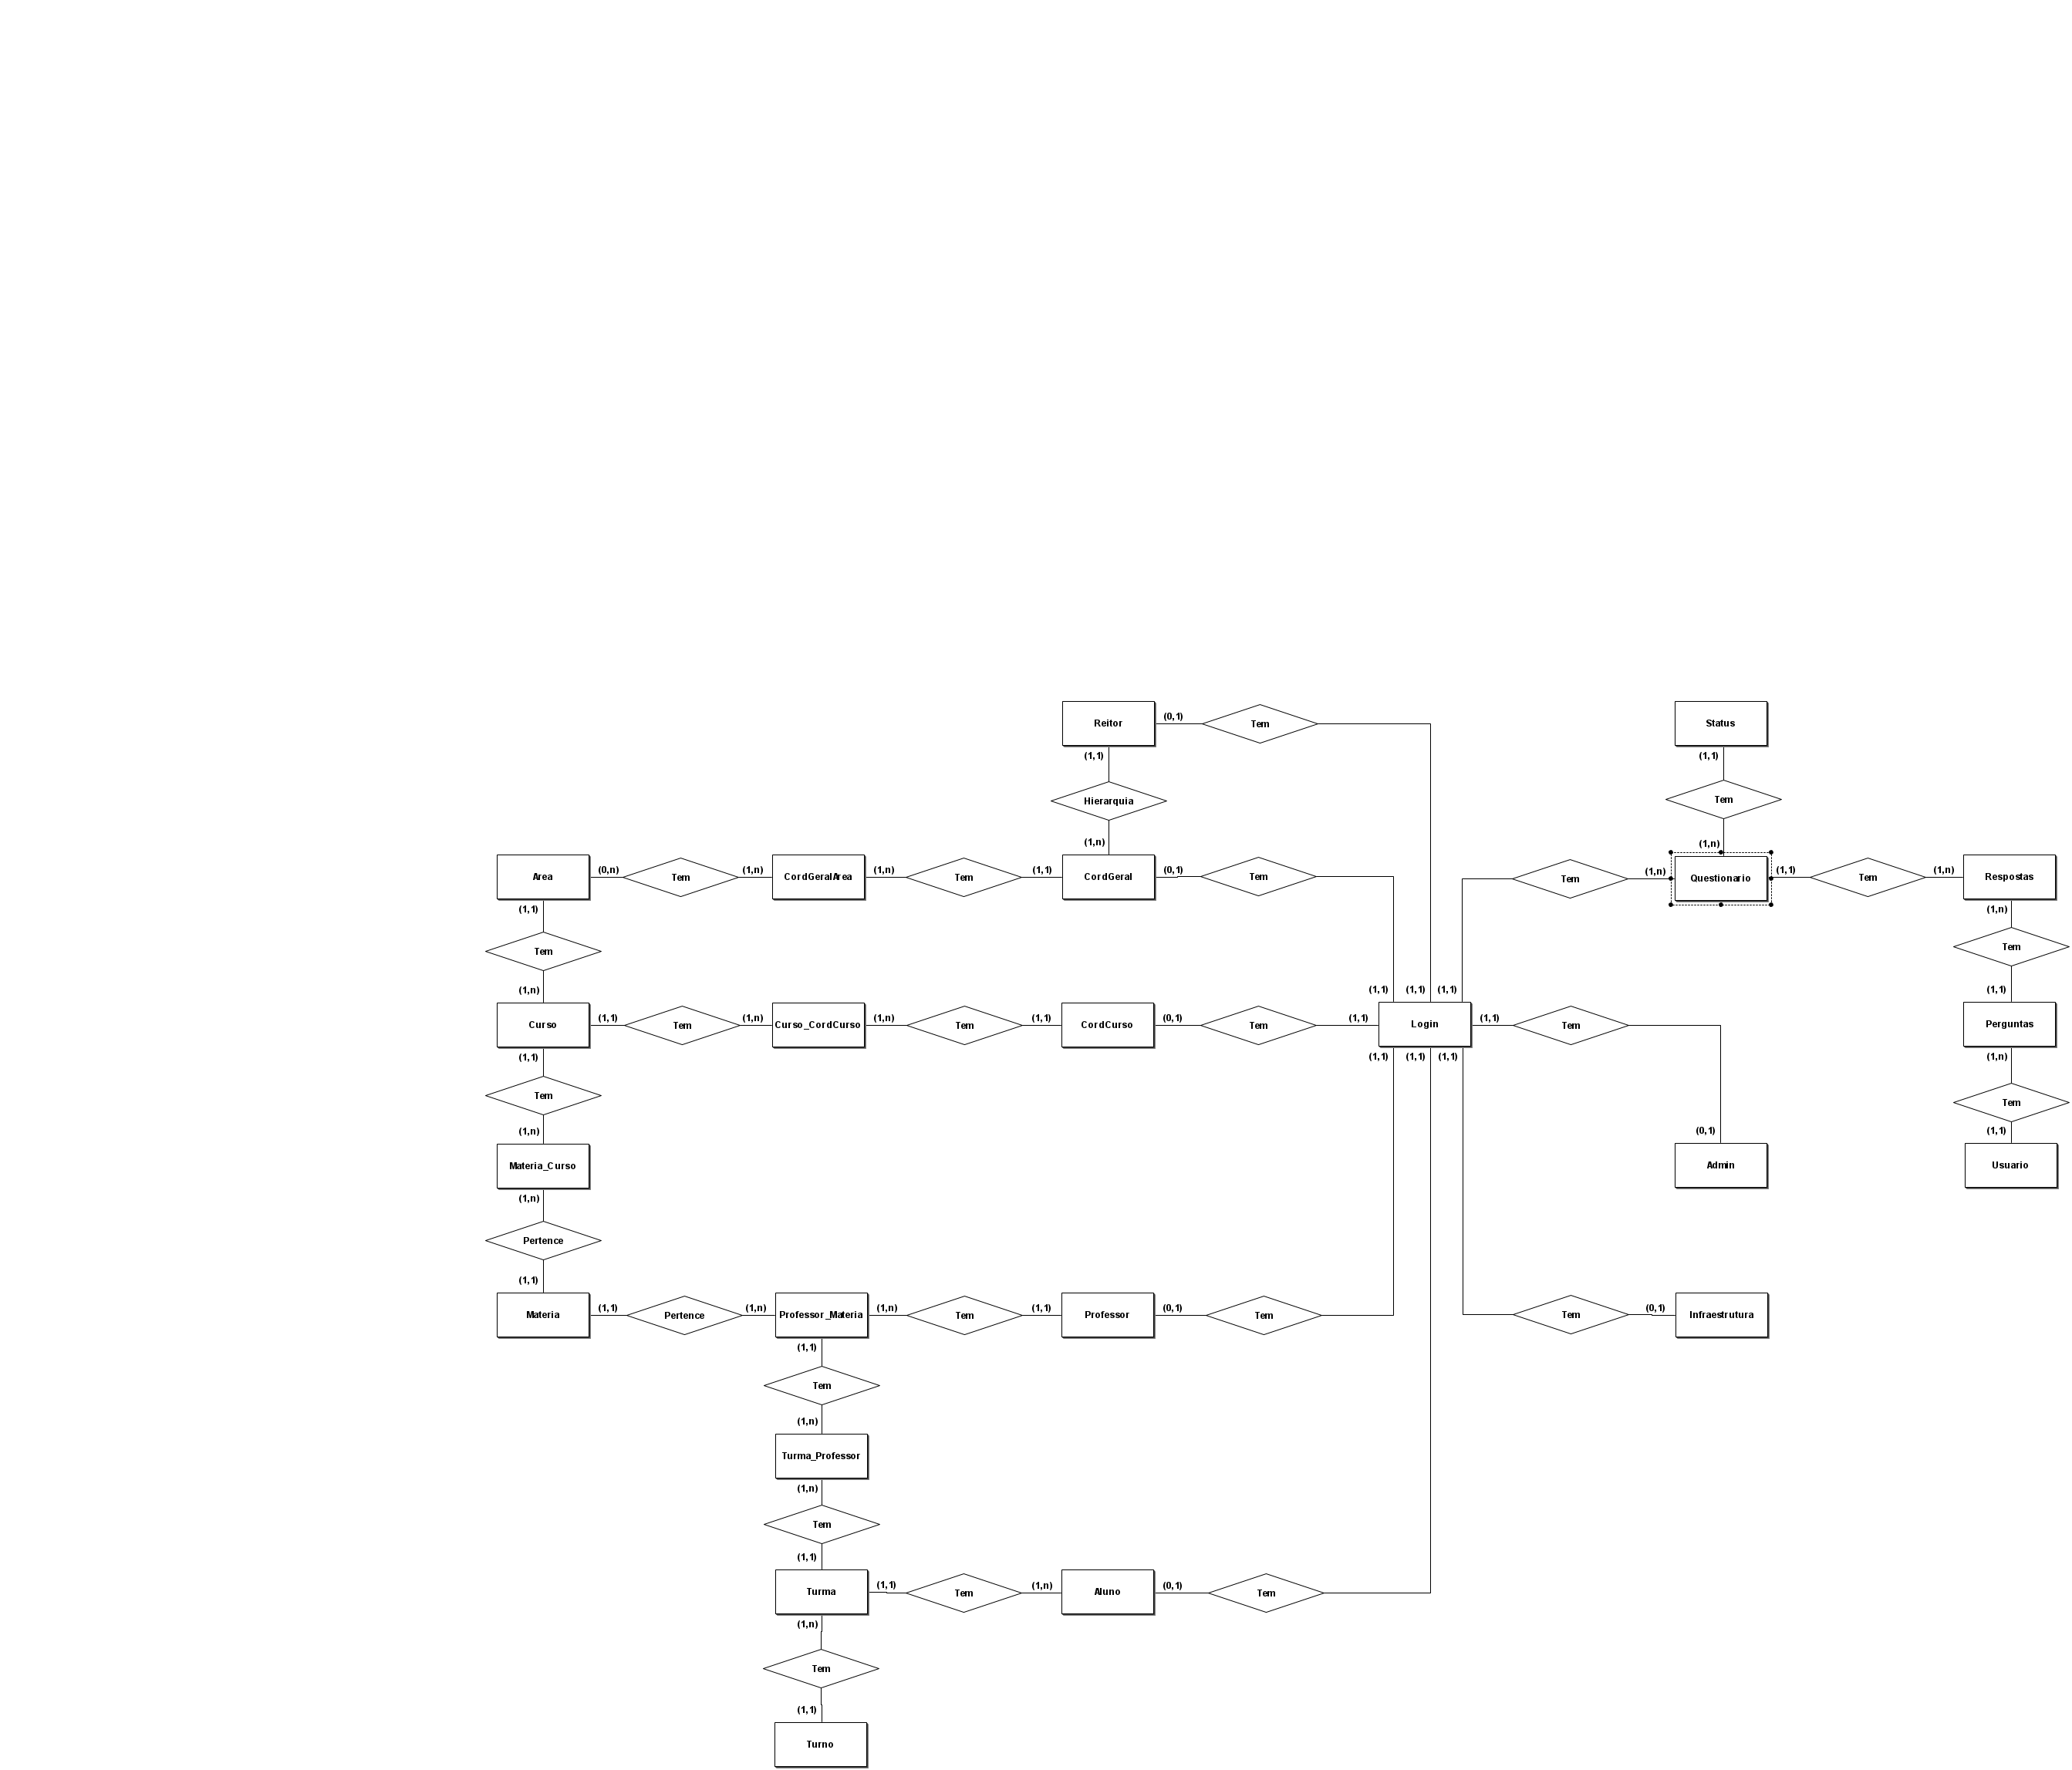 Reitor
(0,1)
Tem
Status
(1,1)
(1,1)
Hierarquia
Tem
(1,n)
(1,n)
Area
(0,n)
Tem
(1,n)
CordGeralArea
(1,n)
Tem
(1,1)
CordGeral
(0,1)
Tem
Tem
(1,n)
Questionario
(1,1)
Tem
(1,n)
Respostas
(1,1)
(1,n)
Tem
Tem
(1,n)
(1,1)
(1,1)
(1,1)
(1,1)
Curso
(1,1)
Tem
(1,n)
Curso_CordCurso
(1,n)
Tem
(1,1)
CordCurso
(0,1)
Tem
(1,1)
Login
(1,1)
Tem
Perguntas
(1,1)
(1,1)
(1,1)
(1,1)
(1,n)
Tem
Tem
(1,n)
(0,1)
(1,1)
Materia_Curso
Admin
Usuario
(1,n)
Pertence
(1,1)
Materia
(1,1)
Pertence
(1,n)
Professor_Materia
(1,n)
Tem
(1,1)
Professor
(0,1)
Tem
Tem
(0,1)
Infraestrutura
(1,1)
Tem
(1,n)
Turma_Professor
(1,n)
Tem
(1,1)
Turma
(1,1)
Tem
(1,n)
Aluno
(0,1)
Tem
(1,n)
Tem
(1,1)
Turno